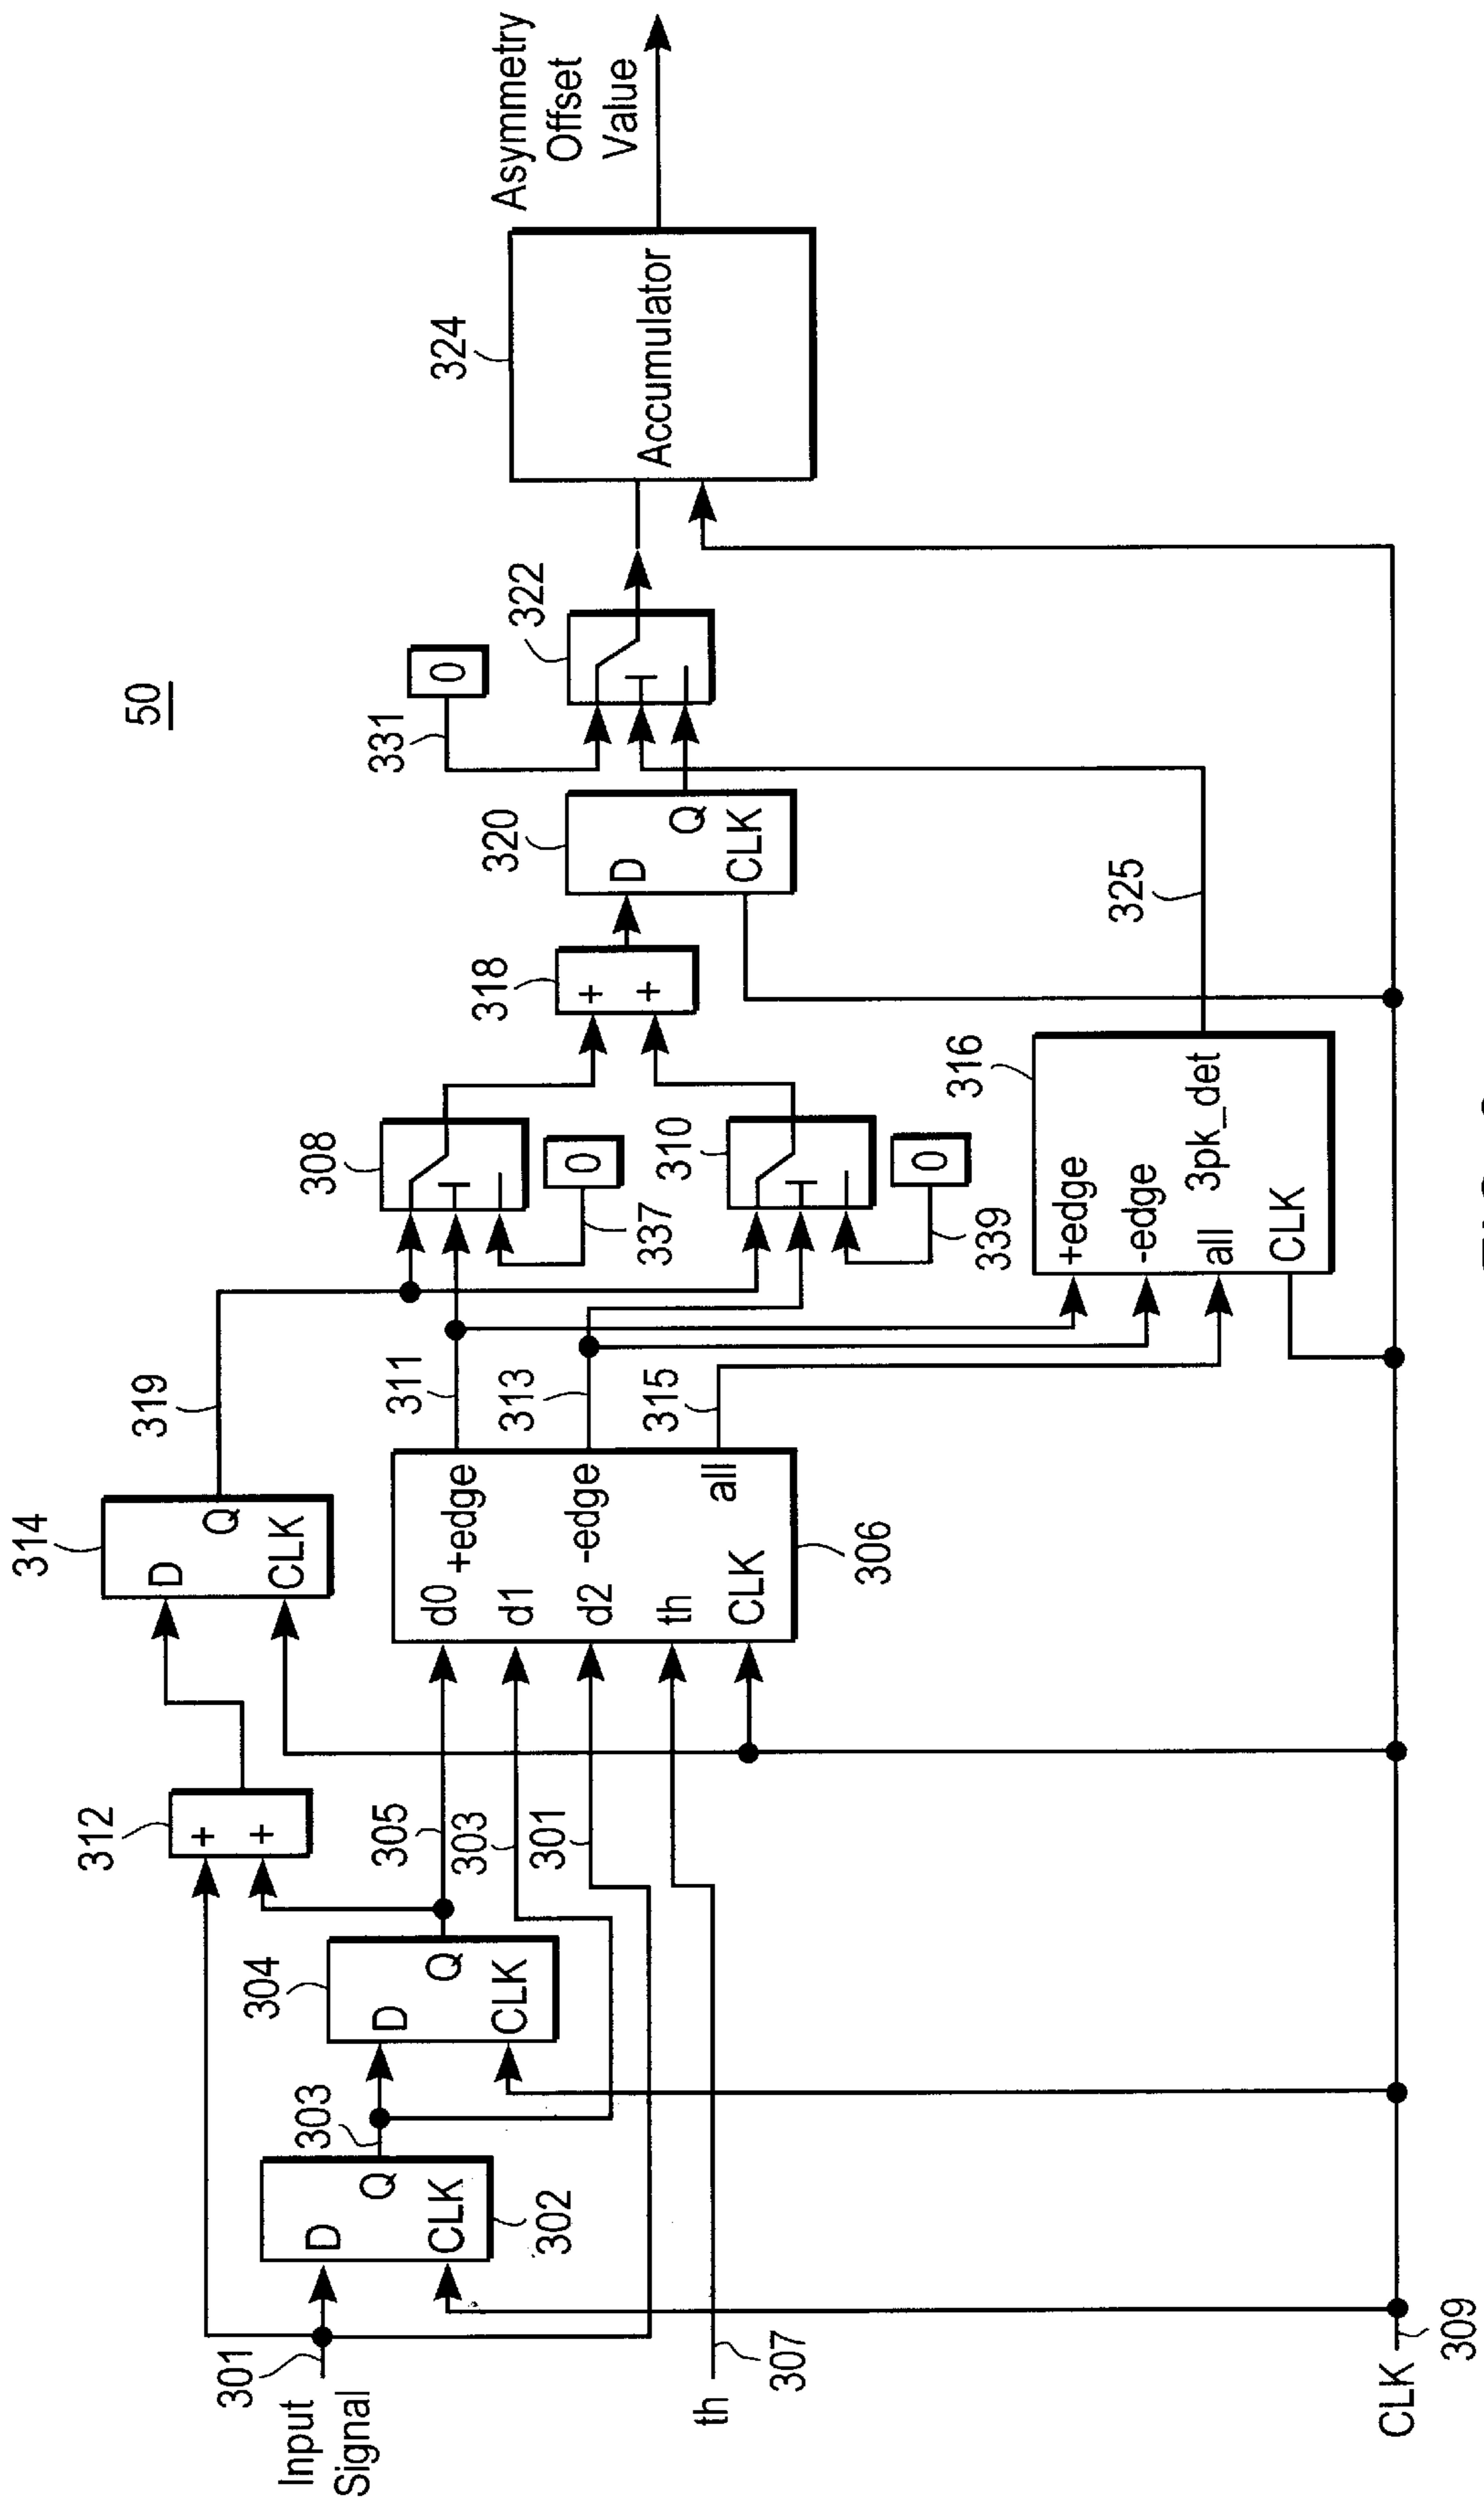 50
Input
Signal
301
302
D
Q
CLK
303
304
D
Q
CLK
305
303
301
th
307
CLK
309
312
+
+
314
D
Q
CLK
319
306
d0
+edge
d1
d2
-edge
th
all
CLK
311
313
315
308
0
337
310
0
339
316
+edge
-edge
3pk_det
all
CLK
318
+
+
320
D
Q
CLK
325
331
0
322
324
Accumulator
Asymmetry
Offset
Value